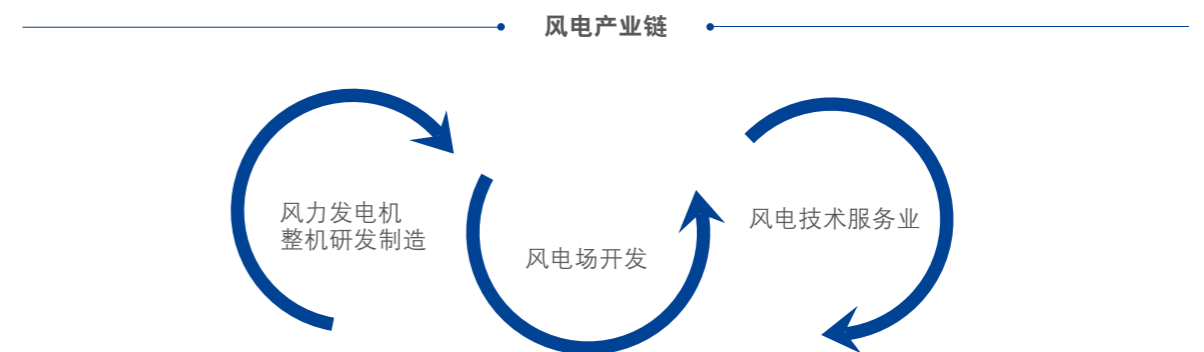 风电产业链
风力发电机
整机研发制造
风电场开发
风电技术服务业